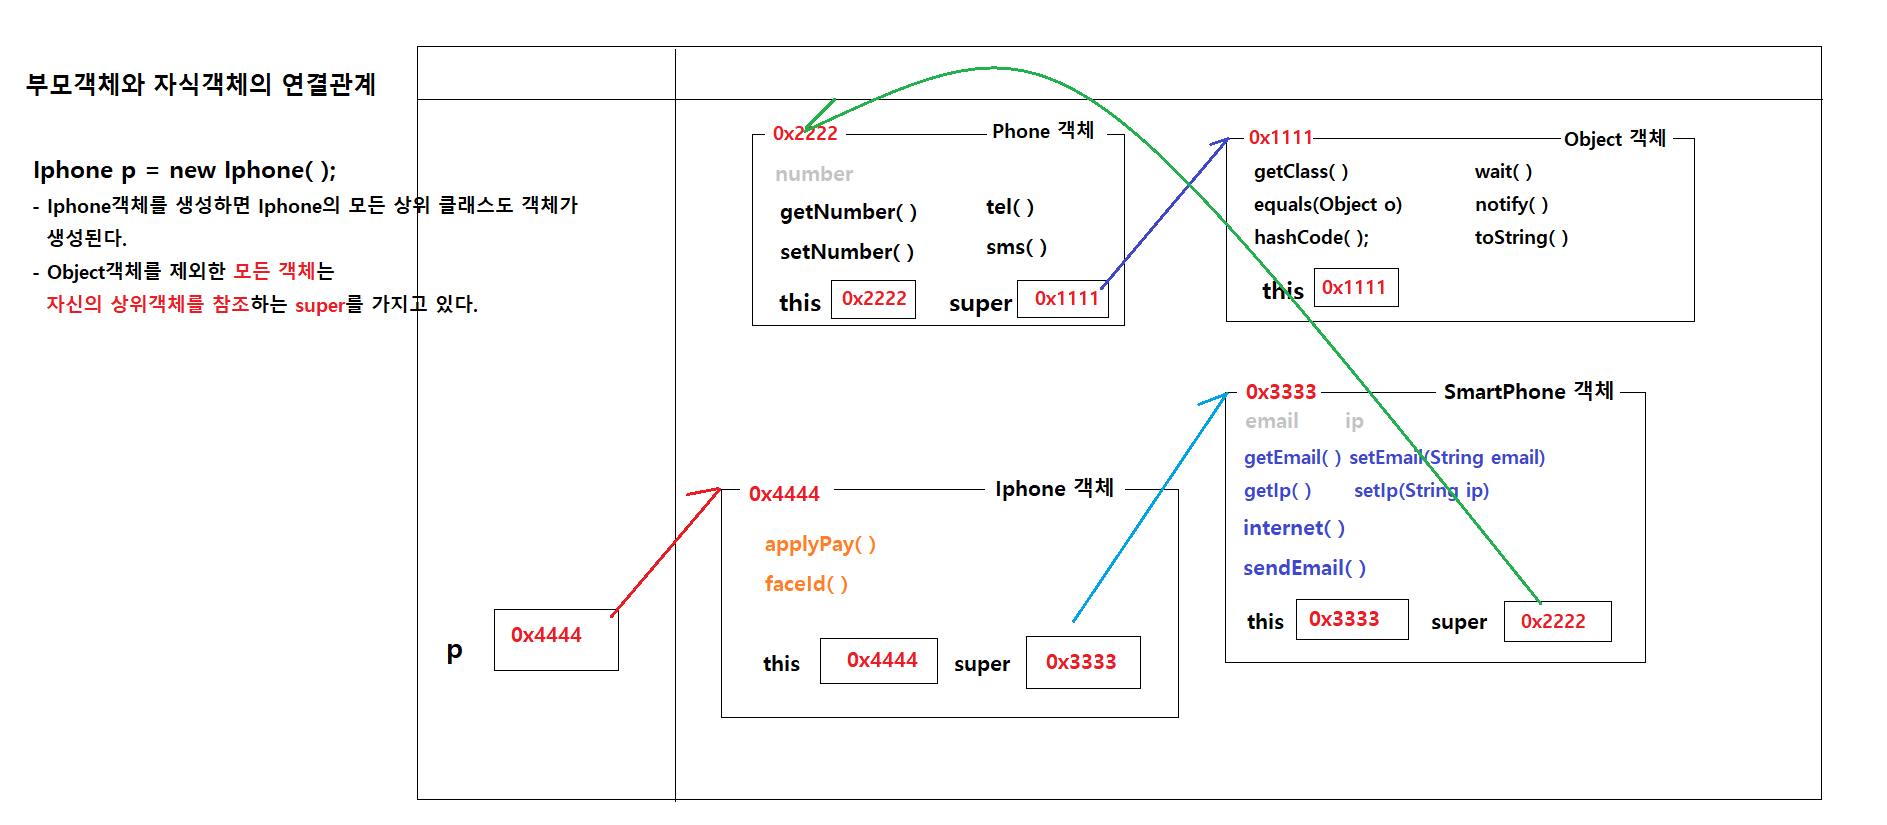 부모객체와 자식객체의 연결관계
Iphone p = new Iphone( );
- Iphone객체를 생성하면 Iphone의 모든 상위 클래스도 객체가
생성된다.
- Object객체를 제외한 모든 객체는
자신의 상위객체를 참조하는 super를 가지고 있다.
0x2222 Phone 객체
number
getNumber( ) tel( )
setNumber( ) sms( )
this 0x2222 super 0x1111
0x1111 Object 객체
getClass( ) wait( )
equals(Object o) notify( )
hashCode( ); toString( )
this 0x1111
p 0x4444
0x4444 Iphone 객체
applyPay( )
faceId( )
this 0x4444 super 0x3333
0x3333 SmartPhone 객체
email ip
getEmail( ) setEmail(String email)
getIp( ) setIp(String ip)
internet( )
sendEmail( )
this 0x3333 super 0x2222